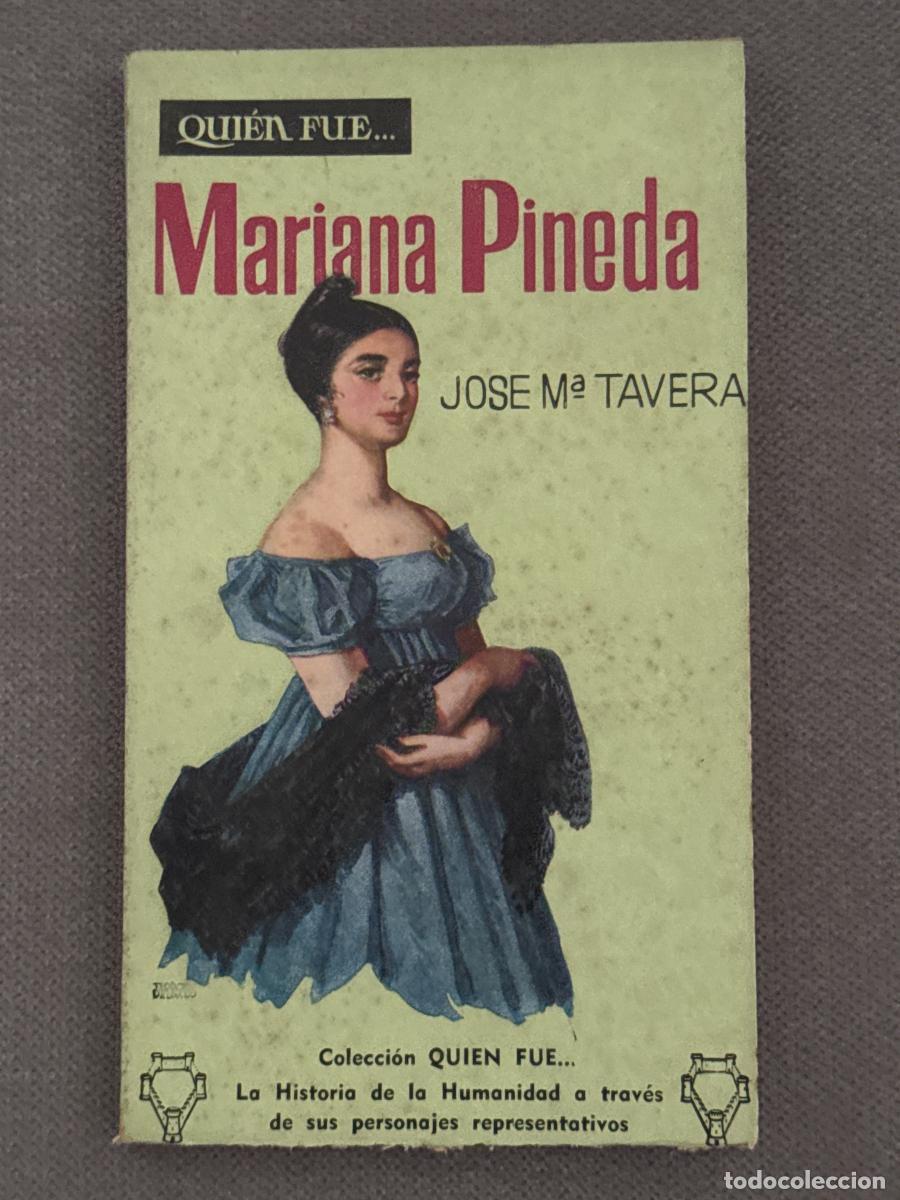 QUIÉN FUE...
Mariana Pineda
JOSE Mª TAVERA
Colección QUIEN FUE...
La Historia de la Humanidad a través
de sus personajes representativos
todocoleccion